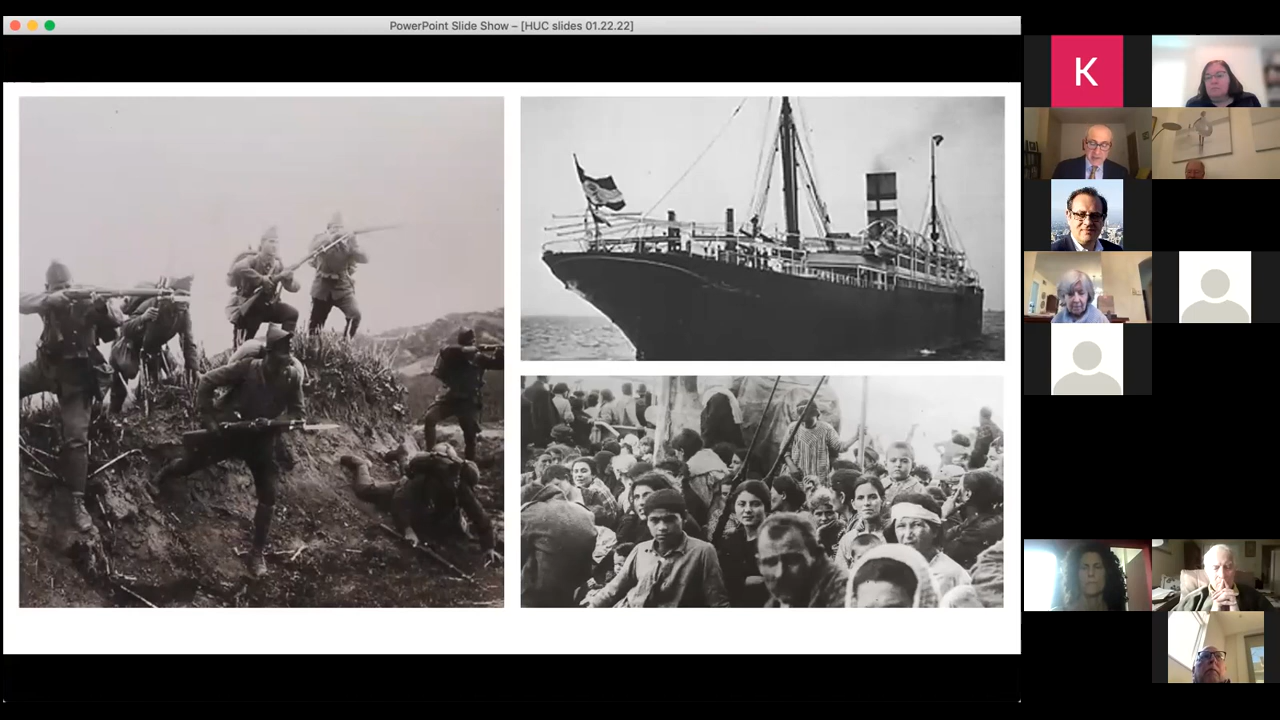 PowerPoint Slide Show – [HUC slides 01.22.22]
K